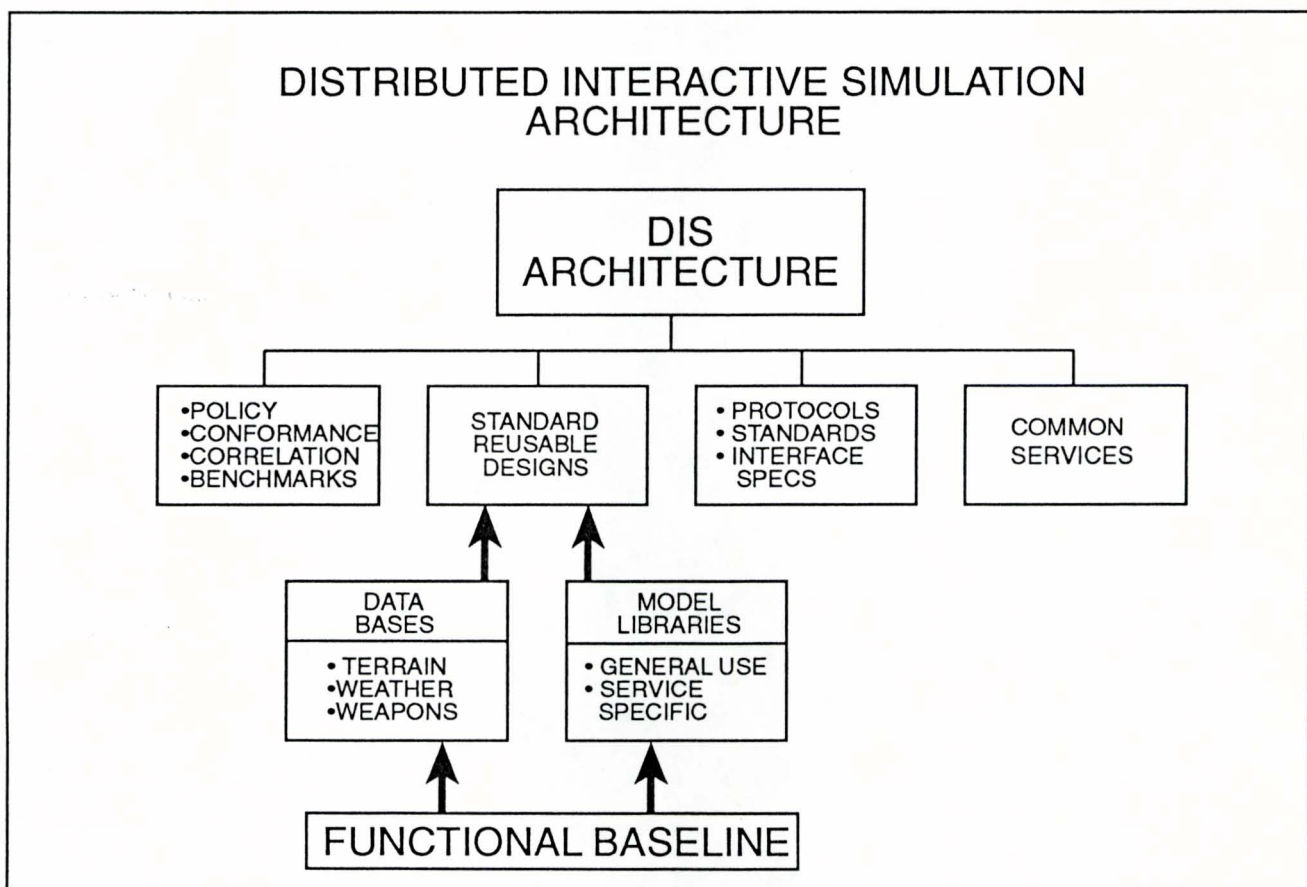 DISTRIBUTED INTERACTIVE SIMULATION
ARCHITECTURE
DIS
ARCHITECTURE
•POLICY
•CONFORMANCE
•CORRELATION
•BENCHMARKS
STANDARD
REUSABLE
DESIGNS
• PROTOCOLS
• STANDARDS
• INTERFACE
SPECS
COMMON
SERVICES
DATA
BASES
• TERRAIN
•WEATHER
•WEAPONS
MODEL
LIBRARIES
• GENERAL USE
• SERVICE
SPECIFIC
FUNCTIONAL BASELINE